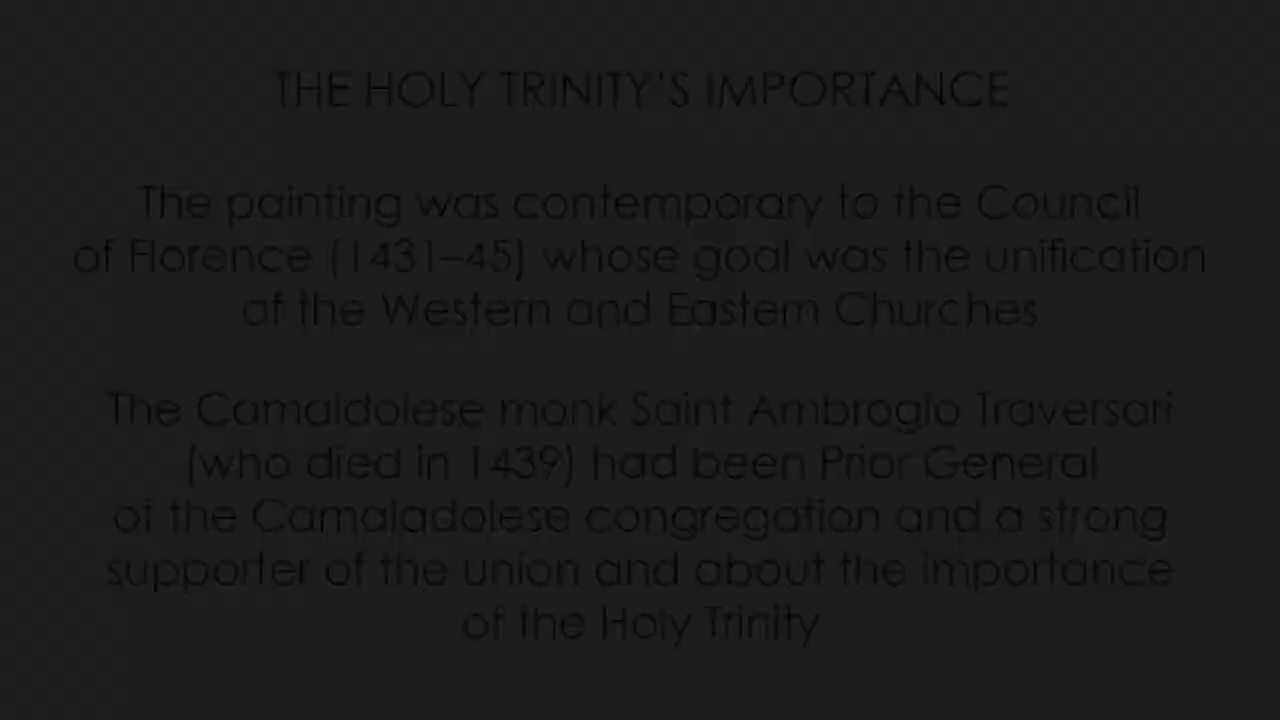 THE HOLY TRINITY'S IMPORTANCE
The painting was contemporary to the Council
of Florence (1431–45) whose goal was the unification
of the Western and Eastern Churches
The Camaldolese monk Saint Ambrogio Traversari
(who died in 1439) had been Prior General
of the Camaladolese congregation and a strong
supporter of the union and about the importance
of the Holy Trinity